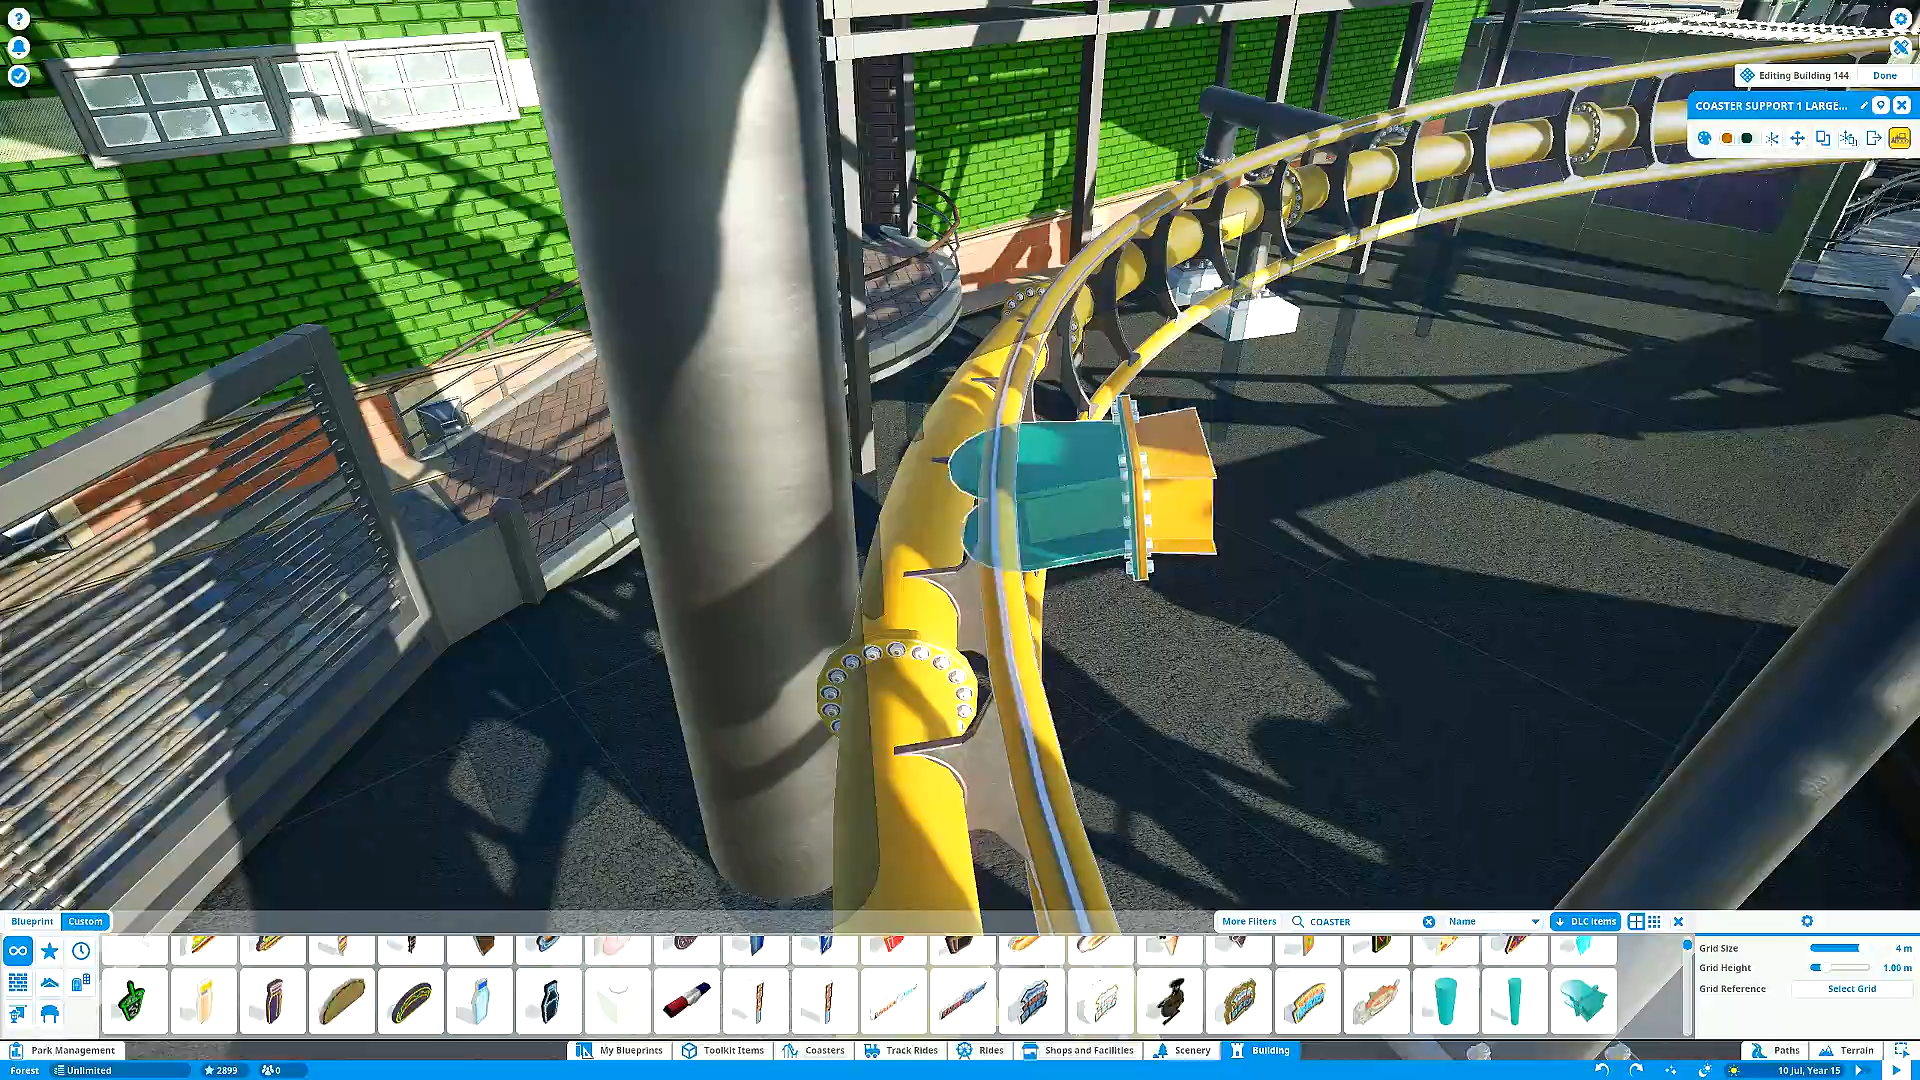 ?
Editing Building 144
Done
COASTER SUPPORT 1 LARGE...
Blueprint
Custom
More Filters
COASTER
Name
DLC Items
Grid Size
4 m
Grid Height
1.00 m
Grid Reference
Select Grid
Park Management
My Blueprints
Toolkit Items
Coasters
Track Rides
Rides
Shops and Facilities
Scenery
Building
Paths
Terrain
Forest
Unlimited
2899
0
10 Jul, Year 15